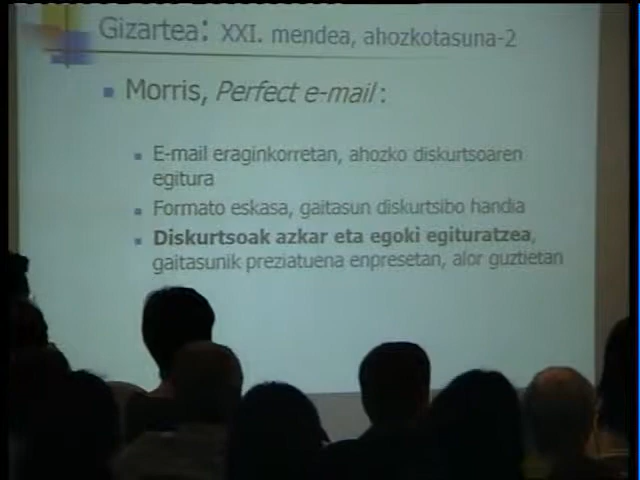 Gizartea: XXI. mendea, ahozkotasuna-2
Morris, Perfect e-mail:
E-mail eraginkorretan, ahozko diskurtsoaren
egitura
Formato eskasa, gaitasun diskurtsibo handia
Diskurtsoak azkar eta egoki egituratzea,
gaitasunik preziatuena enpresetan, alor guztietan